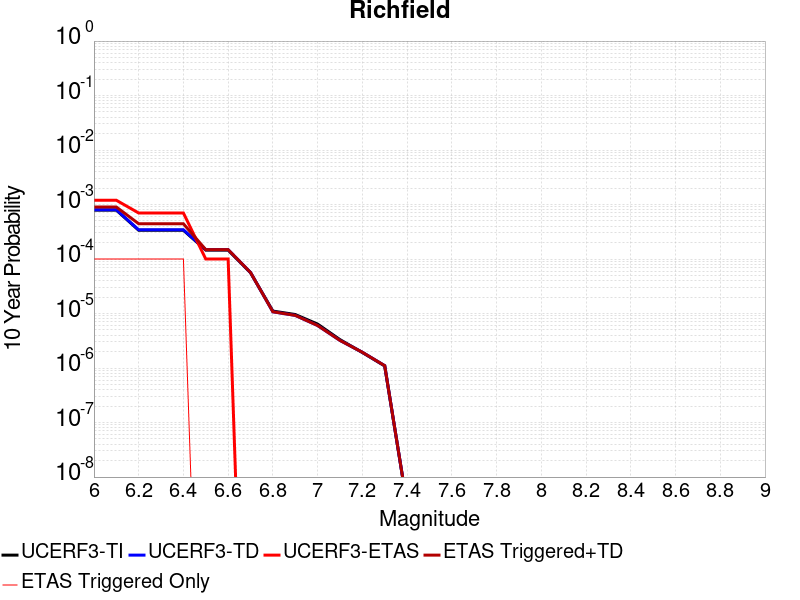 Richfield
10^0
10^-1
10^-2
10^-3
10^-4
10^-5
10^-6
10^-7
10^-8
10 Year Probability
6 6.2 6.4 6.6 6.8 7 7.2 7.4 7.6 7.8 8 8.2 8.4 8.6 8.8 9
Magnitude
UCERF3-TI UCERF3-TD UCERF3-ETAS ETAS Triggered+TD
ETAS Triggered Only